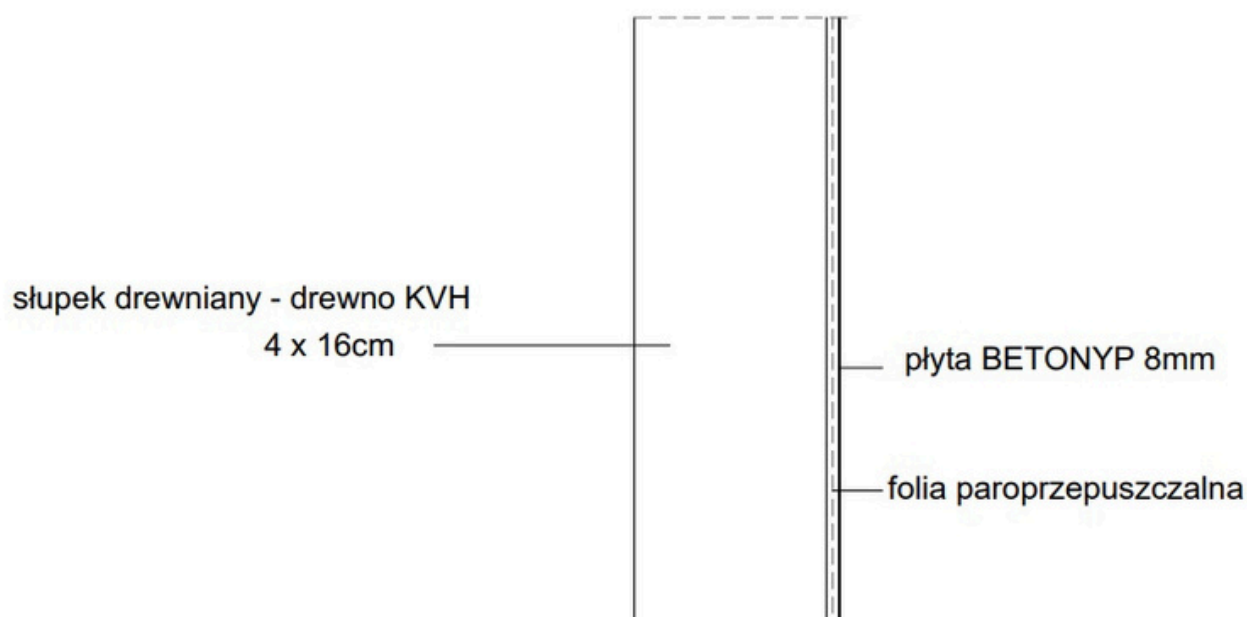 słupek drewniany - drewno KVH
4 x 16cm
płyta BETONYP 8mm
folia paroprzepuszczalna